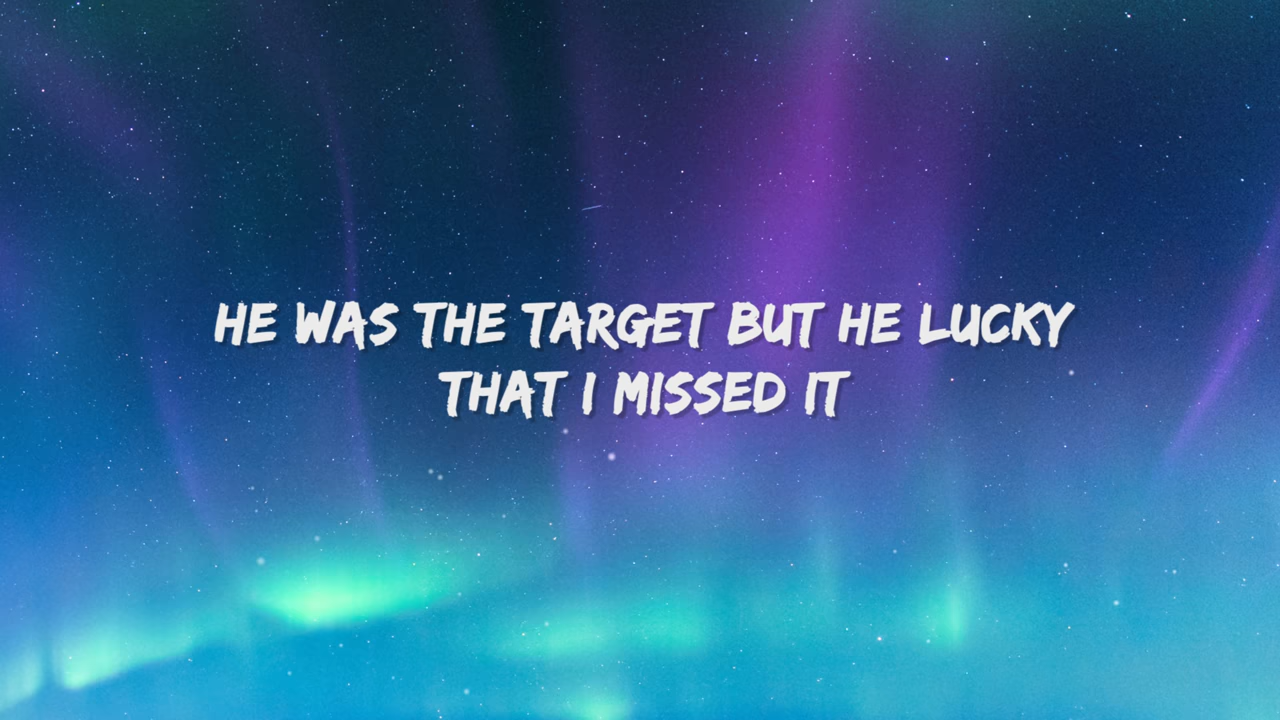 HE WAS THE TARGET BUT HE LUCKY
THAT I MISSED IT